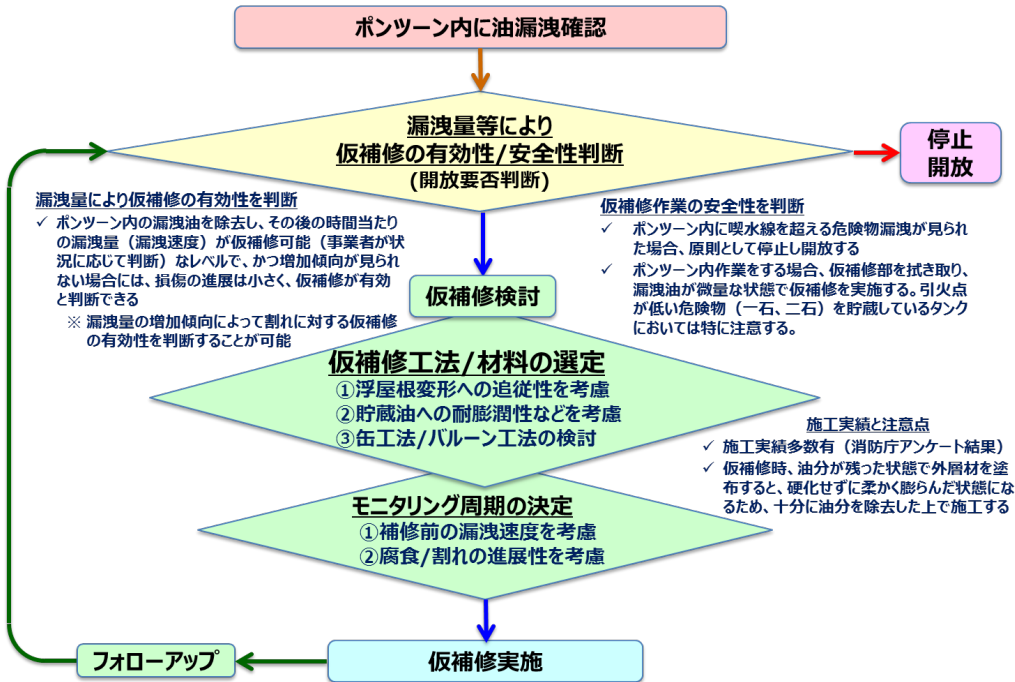 ポンツーン内に油漏洩確認
漏洩量等により
仮補修の有効性/安全性判断
(開放要否判断)
停止
開放
漏洩量により仮補修の有効性を判断
✓ ポンツーン内の漏洩油を除去し、その後の時間当たり
の漏洩量（漏洩速度）が仮補修可能（事業者が状
況に応じて判断）なレベルで、かつ増加傾向が見られ
ない場合には、損傷の進展は小さく、仮補修が有効
と判断できる
※ 漏洩量の増加傾向によって割れに対する仮補修
の有効性を判断することが可能
仮補修作業の安全性を判断
✓ ポンツーン内に喫水線を超える危険物漏洩が見られ
た場合、原則として停止し開放する
✓ ポンツーン内作業をする場合、仮補修部を拭き取り、
漏洩油が微量な状態で仮補修を実施する。引火点
が低い危険物（一石、二石）を貯蔵しているタンク
においては特に注意する。
仮補修検討
仮補修工法/材料の選定
①浮屋根変形への追従性を考慮
②貯蔵油への耐膨潤性などを考慮
③缶工法/バルーン工法の検討
施工実績と注意点
✓ 施工実績多数有（消防庁アンケート結果）
✓ 仮補修時、油分が残った状態で外層材を塗
布すると、硬化せずに柔かく膨らんだ状態にな
るため、十分に油分を除去した上で施工する
モニタリング周期の決定
①補修前の漏洩速度を考慮
②腐食/割れの進展性を考慮
フォローアップ
仮補修実施